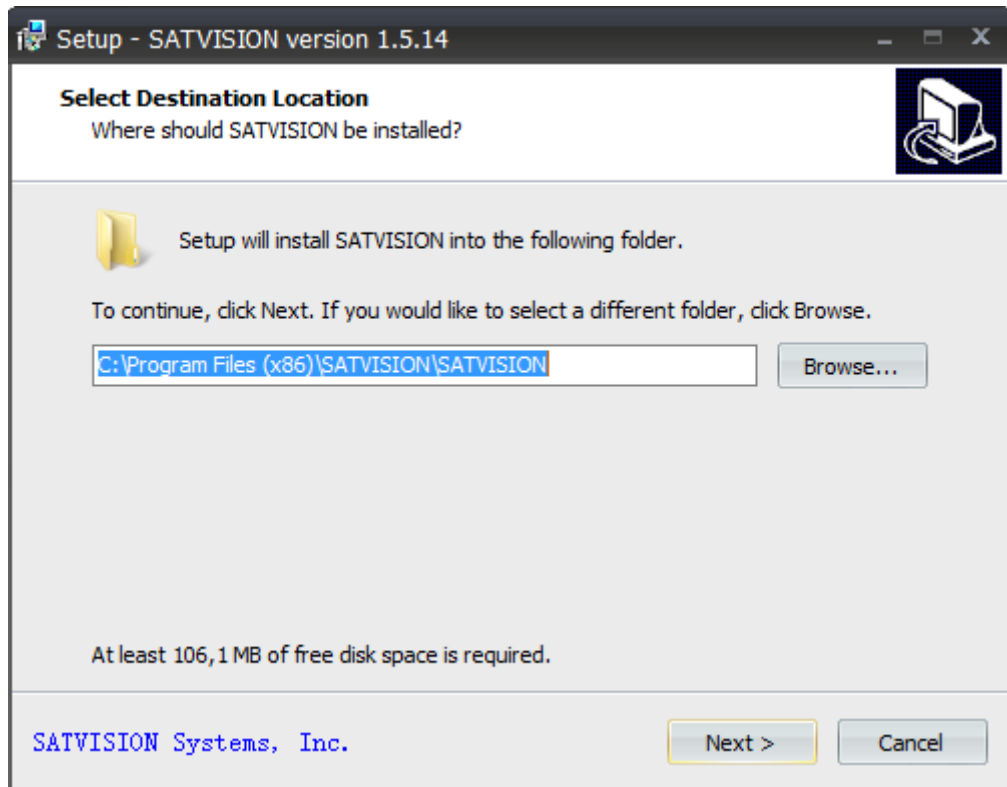 Setup - SATVISION version 1.5.14
Select Destination Location
Where should SATVISION be installed?
Setup will install SATVISION into the following folder.
To continue, click Next. If you would like to select a different folder, click Browse.
C:\Program Files (x86)\SATVISION\SATVISION
Browse...
At least 106,1 MB of free disk space is required.
SATVISION Systems, Inc.
Next >
Cancel